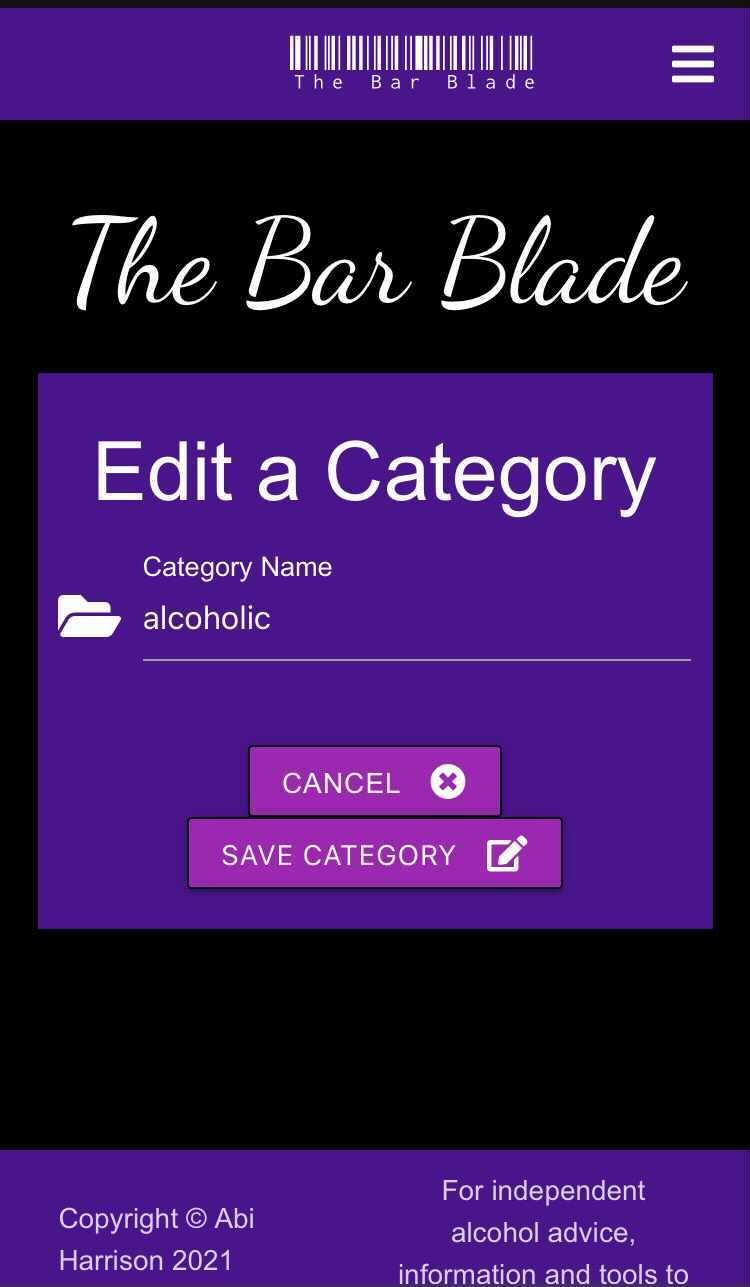 The Bar Blade
The Bar Blade
Edit a Category
Category Name
alcoholic
CANCEL
SAVE CATEGORY
Copyright © Abi
Harrison 2021
For independent
alcohol advice,
information and tools to